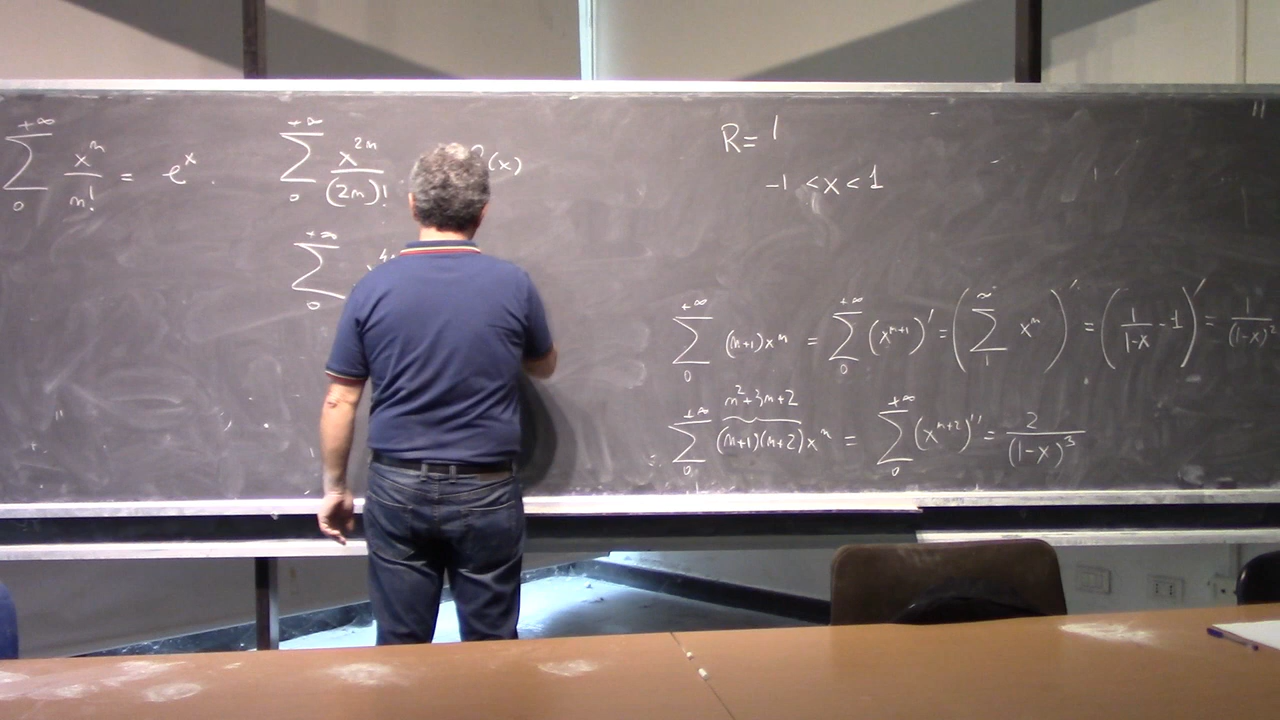 +∞ ∑ 0 x^n / n! = e^x .
+∞ ∑ 0 x^{2n} / (2n)! (x)
+∞ ∑ 0
R = 1
-1 < x < 1
+∞ ∑ 0 (n+1)x^n = +∞ ∑ 0 (x^{n+1})' = (∞ ∑ 1 x^n)' = (1/(1-x) - 1)' = 1/(1-x)^2
n^2+3n+2
+∞ ∑ 0 (n+1)(n+2)x^n = +∞ ∑ 0 (x^{n+2})'' = 2/(1-x)^3